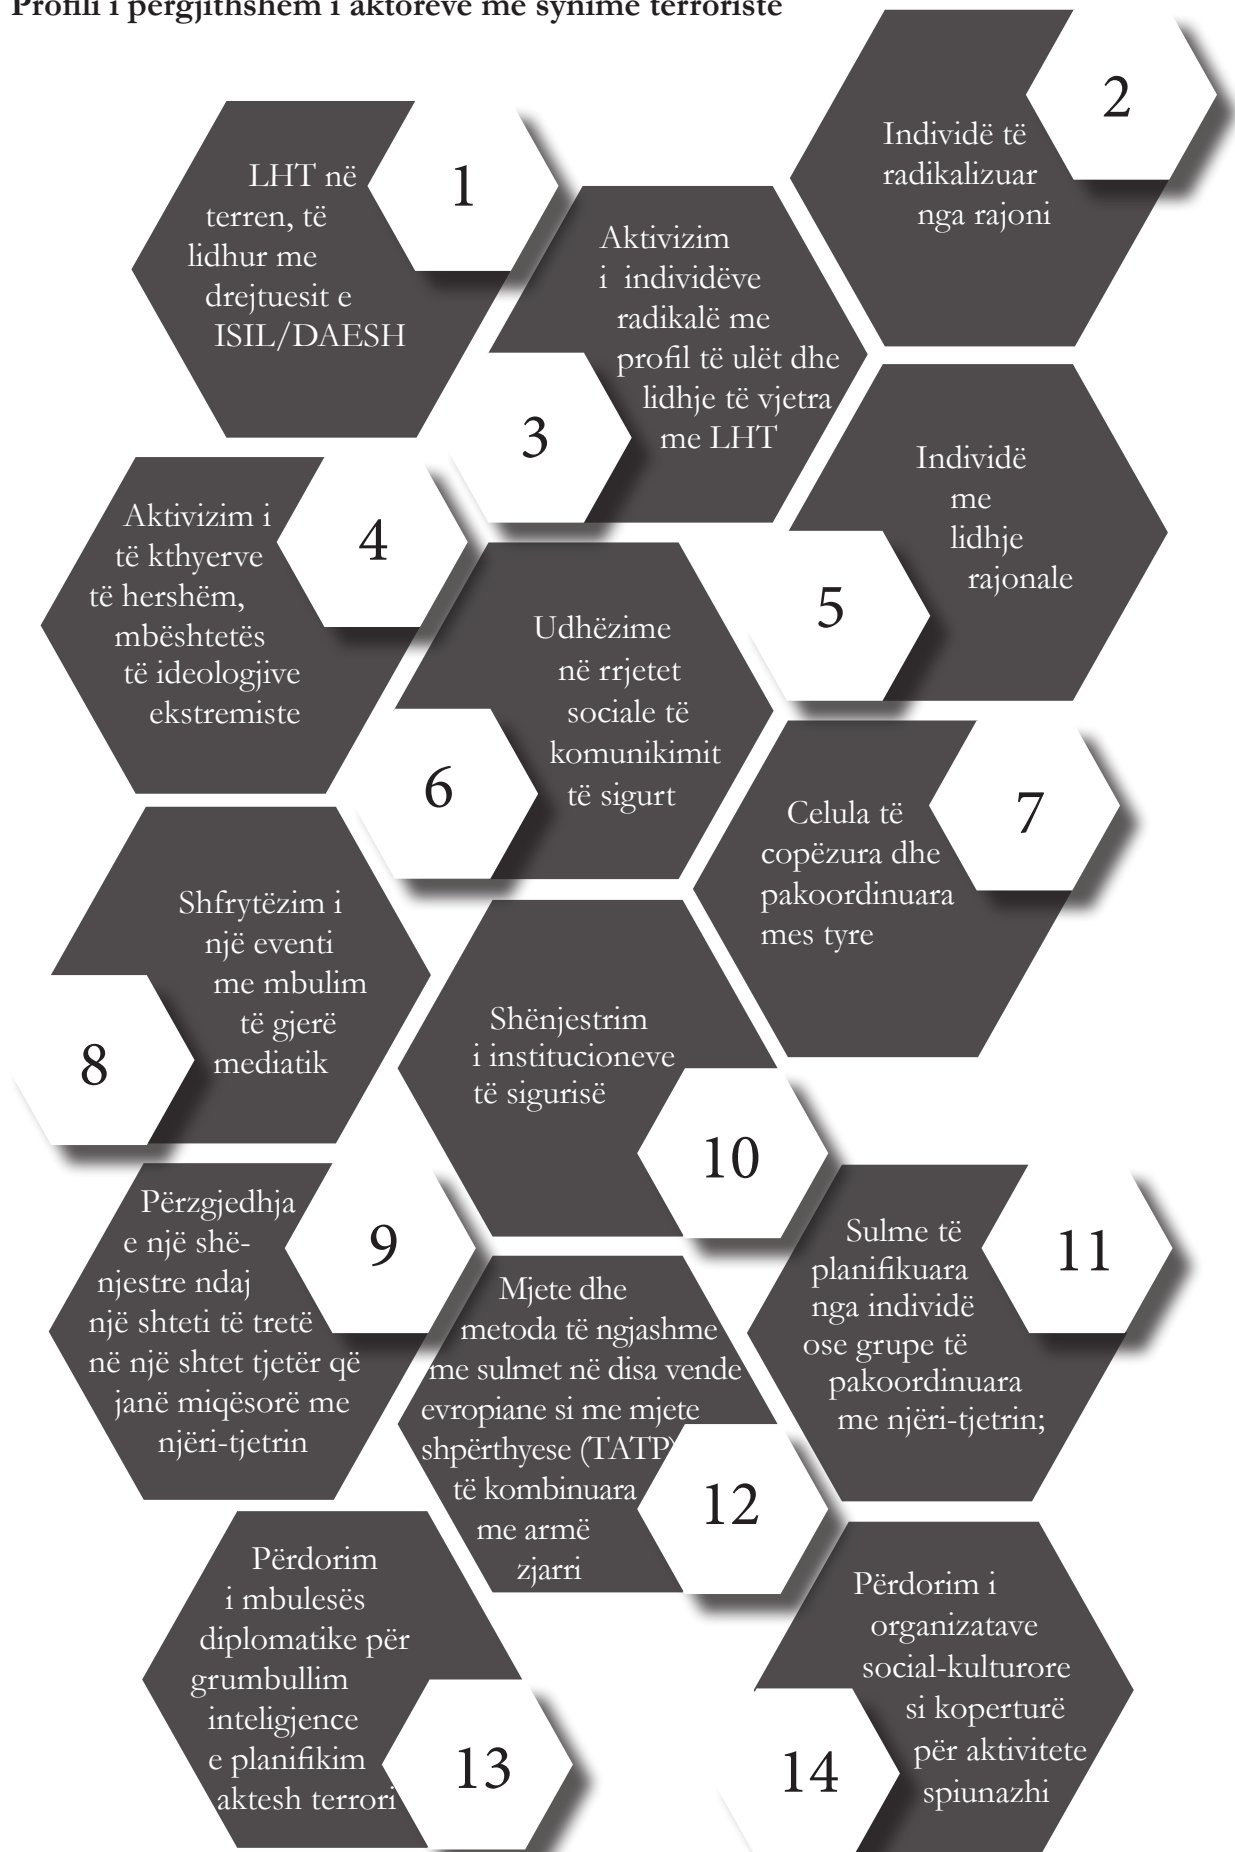 Profili i përgjithshëm i aktorëve me synime terroriste
1
LHT në
terren, të
lidhur me
drejtuesit e
ISIL/DAESH
2
Individë të
radikalizuar
nga rajoni
3
Aktivizim
i individëve
radikalë me
profil të ulët dhe
lidhje të vjetra
me LHT
4
Aktivizim i
të kthyerve
të hershëm,
mbështetës
të ideologjive
ekstremiste
5
Individë
me
lidhje
rajonale
6
Udhëzime
në rrjetet
sociale të
komunikimit
të sigurt
7
Celula të
copëzura dhe
pakoordinuara
mes tyre
8
Shfrytëzim i
një eventi
me mbulim
të gjerë
mediatik
9
Përzgjedhja
e një shë-
njestre ndaj
një shteti të tretë
në një shtet tjetër që
janë miqësorë me
njëri-tjetrin
10
Shënjestrim
i institucioneve
të sigurisë
11
Sulme të
planifikuara
nga individë
ose grupe të
pakoordinuara
me njëri-tjetrin;
12
Mjete dhe
metoda të ngjashme
me sulmet në disa vende
evropiane si me mjete
shpërthyese (TATP)
të kombinuara
me armë
zjarri
13
Përdorim
i mbulesës
diplomatike për
grumbullim
inteligjence
e planifikim
aktesh terrori
14
Përdorim i
organizatave
social-kulturore
si koperturë
për aktivitete
spiunazhi